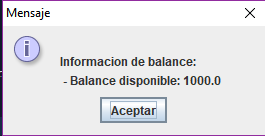 Mensaje
Informacion de balance:
- Balance disponible: 1000.0
Aceptar